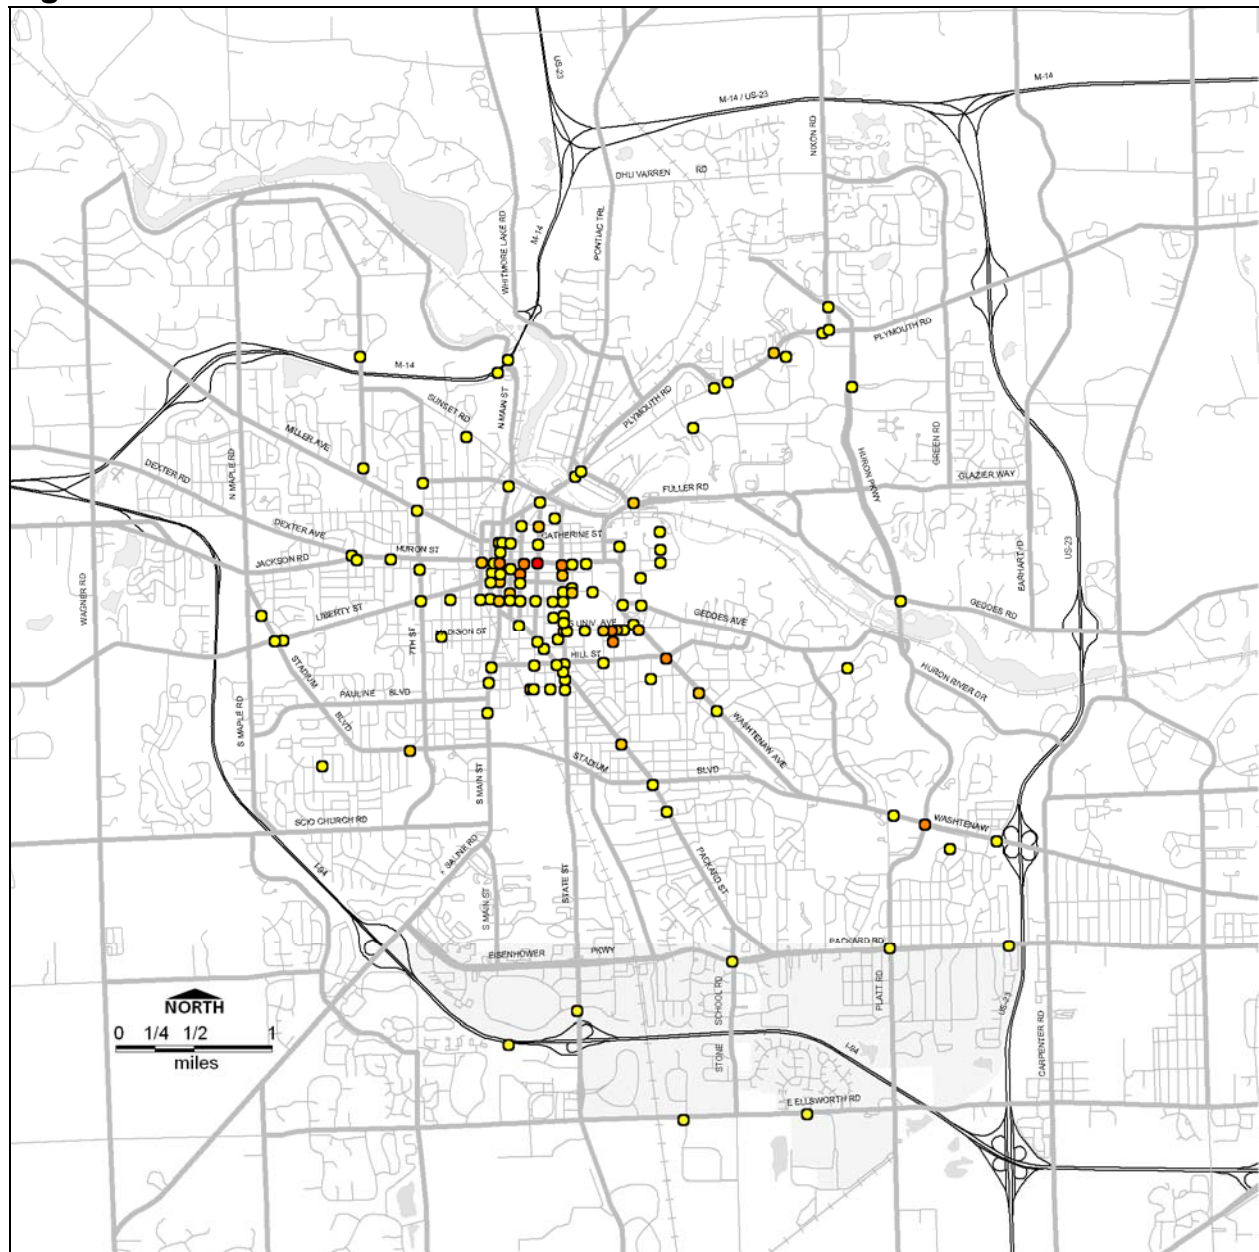 US-23
M-14
M-14 / US-23
NIXON RD
DHU VARREN RD
WHITMORE LAKE RD
M-14
PONTIAC TRL
PLYMOUTH RD
M-14
SUNSET RD
N MAIN ST
PLYMOUTH RD
MILLER AVE
N MAPLE RD
DEXTER RD
HURON PKWY
GREEN RD
GLAZIER WAY
FULLER RD
DEXTER AVE
HURON ST
CATHERINE ST
JACKSON RD
US-23
EARHART RD
WAGNER RD
LIBERTY ST
GEDDES RD
GEDDES AVE
S UNIV. AVE
MADISON ST
7TH ST
HILL ST
STADIUM
BLVD
HURON RIVER DR
PAULINE BLVD
S MAPLE RD
WASHTENAW AVE
STADIUM
BLVD
S MAIN ST
WASHTENAW
SCIO CHURCH RD
SALINE RD
I-94
PACKARD ST
STATE ST
S MAIN ST
EISENHOWER PKWY
PACKARD RD
NORTH
0 1/4 1/2 1
miles
STONE SCHOOL RD
PLATT RD
US-23
CARPENTER RD
I-94
E ELLSWORTH RD